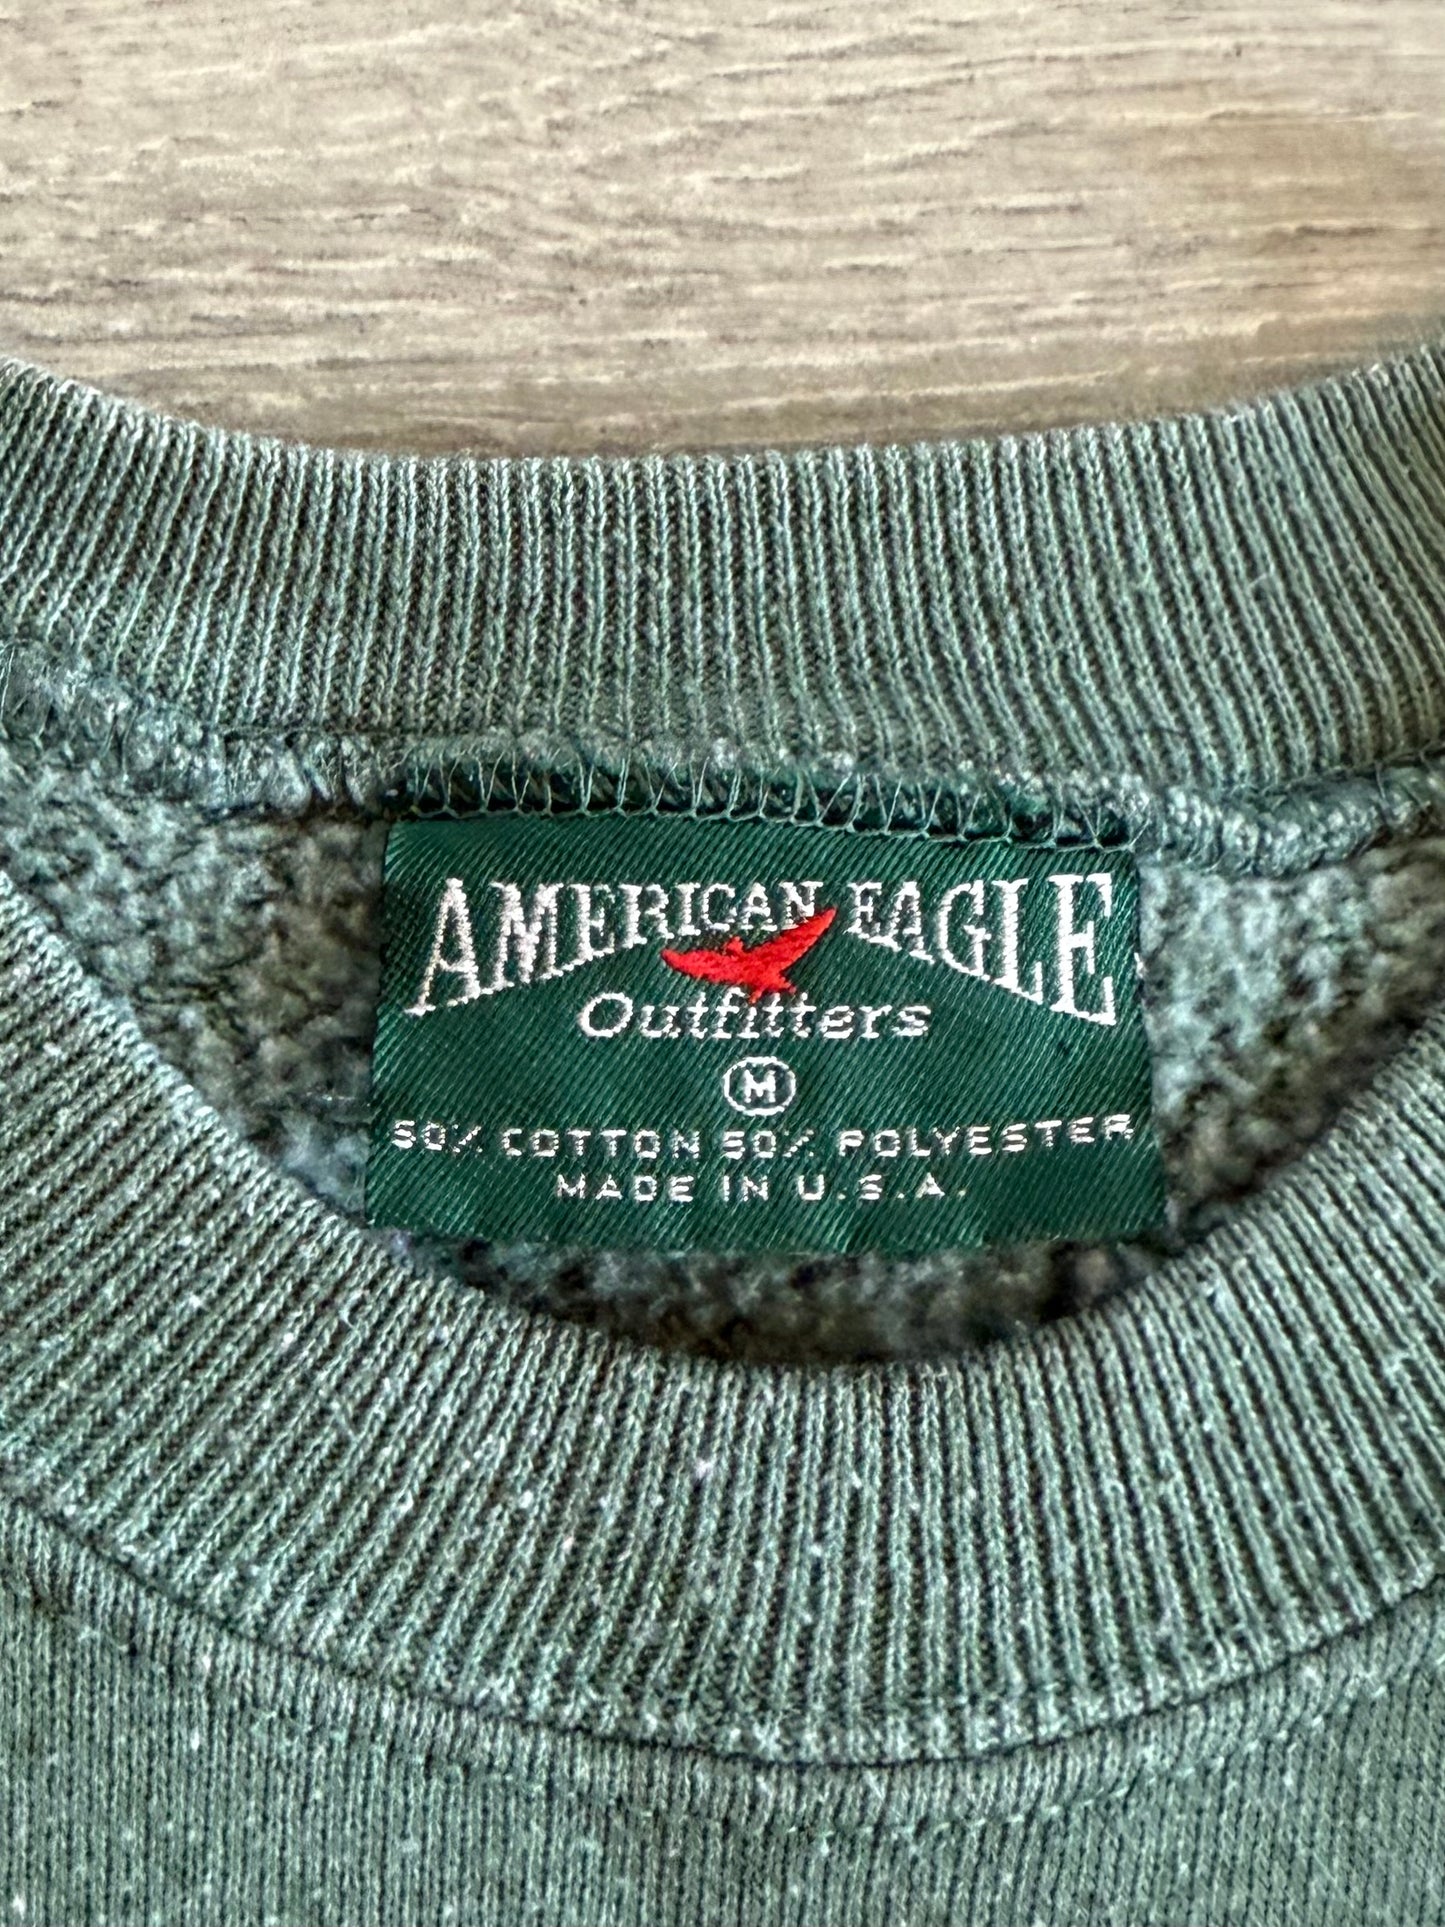 AMERICAN EAGLE
Outfitters
M
50% COTTON 50% POLYESTER
MADE IN U.S.A.